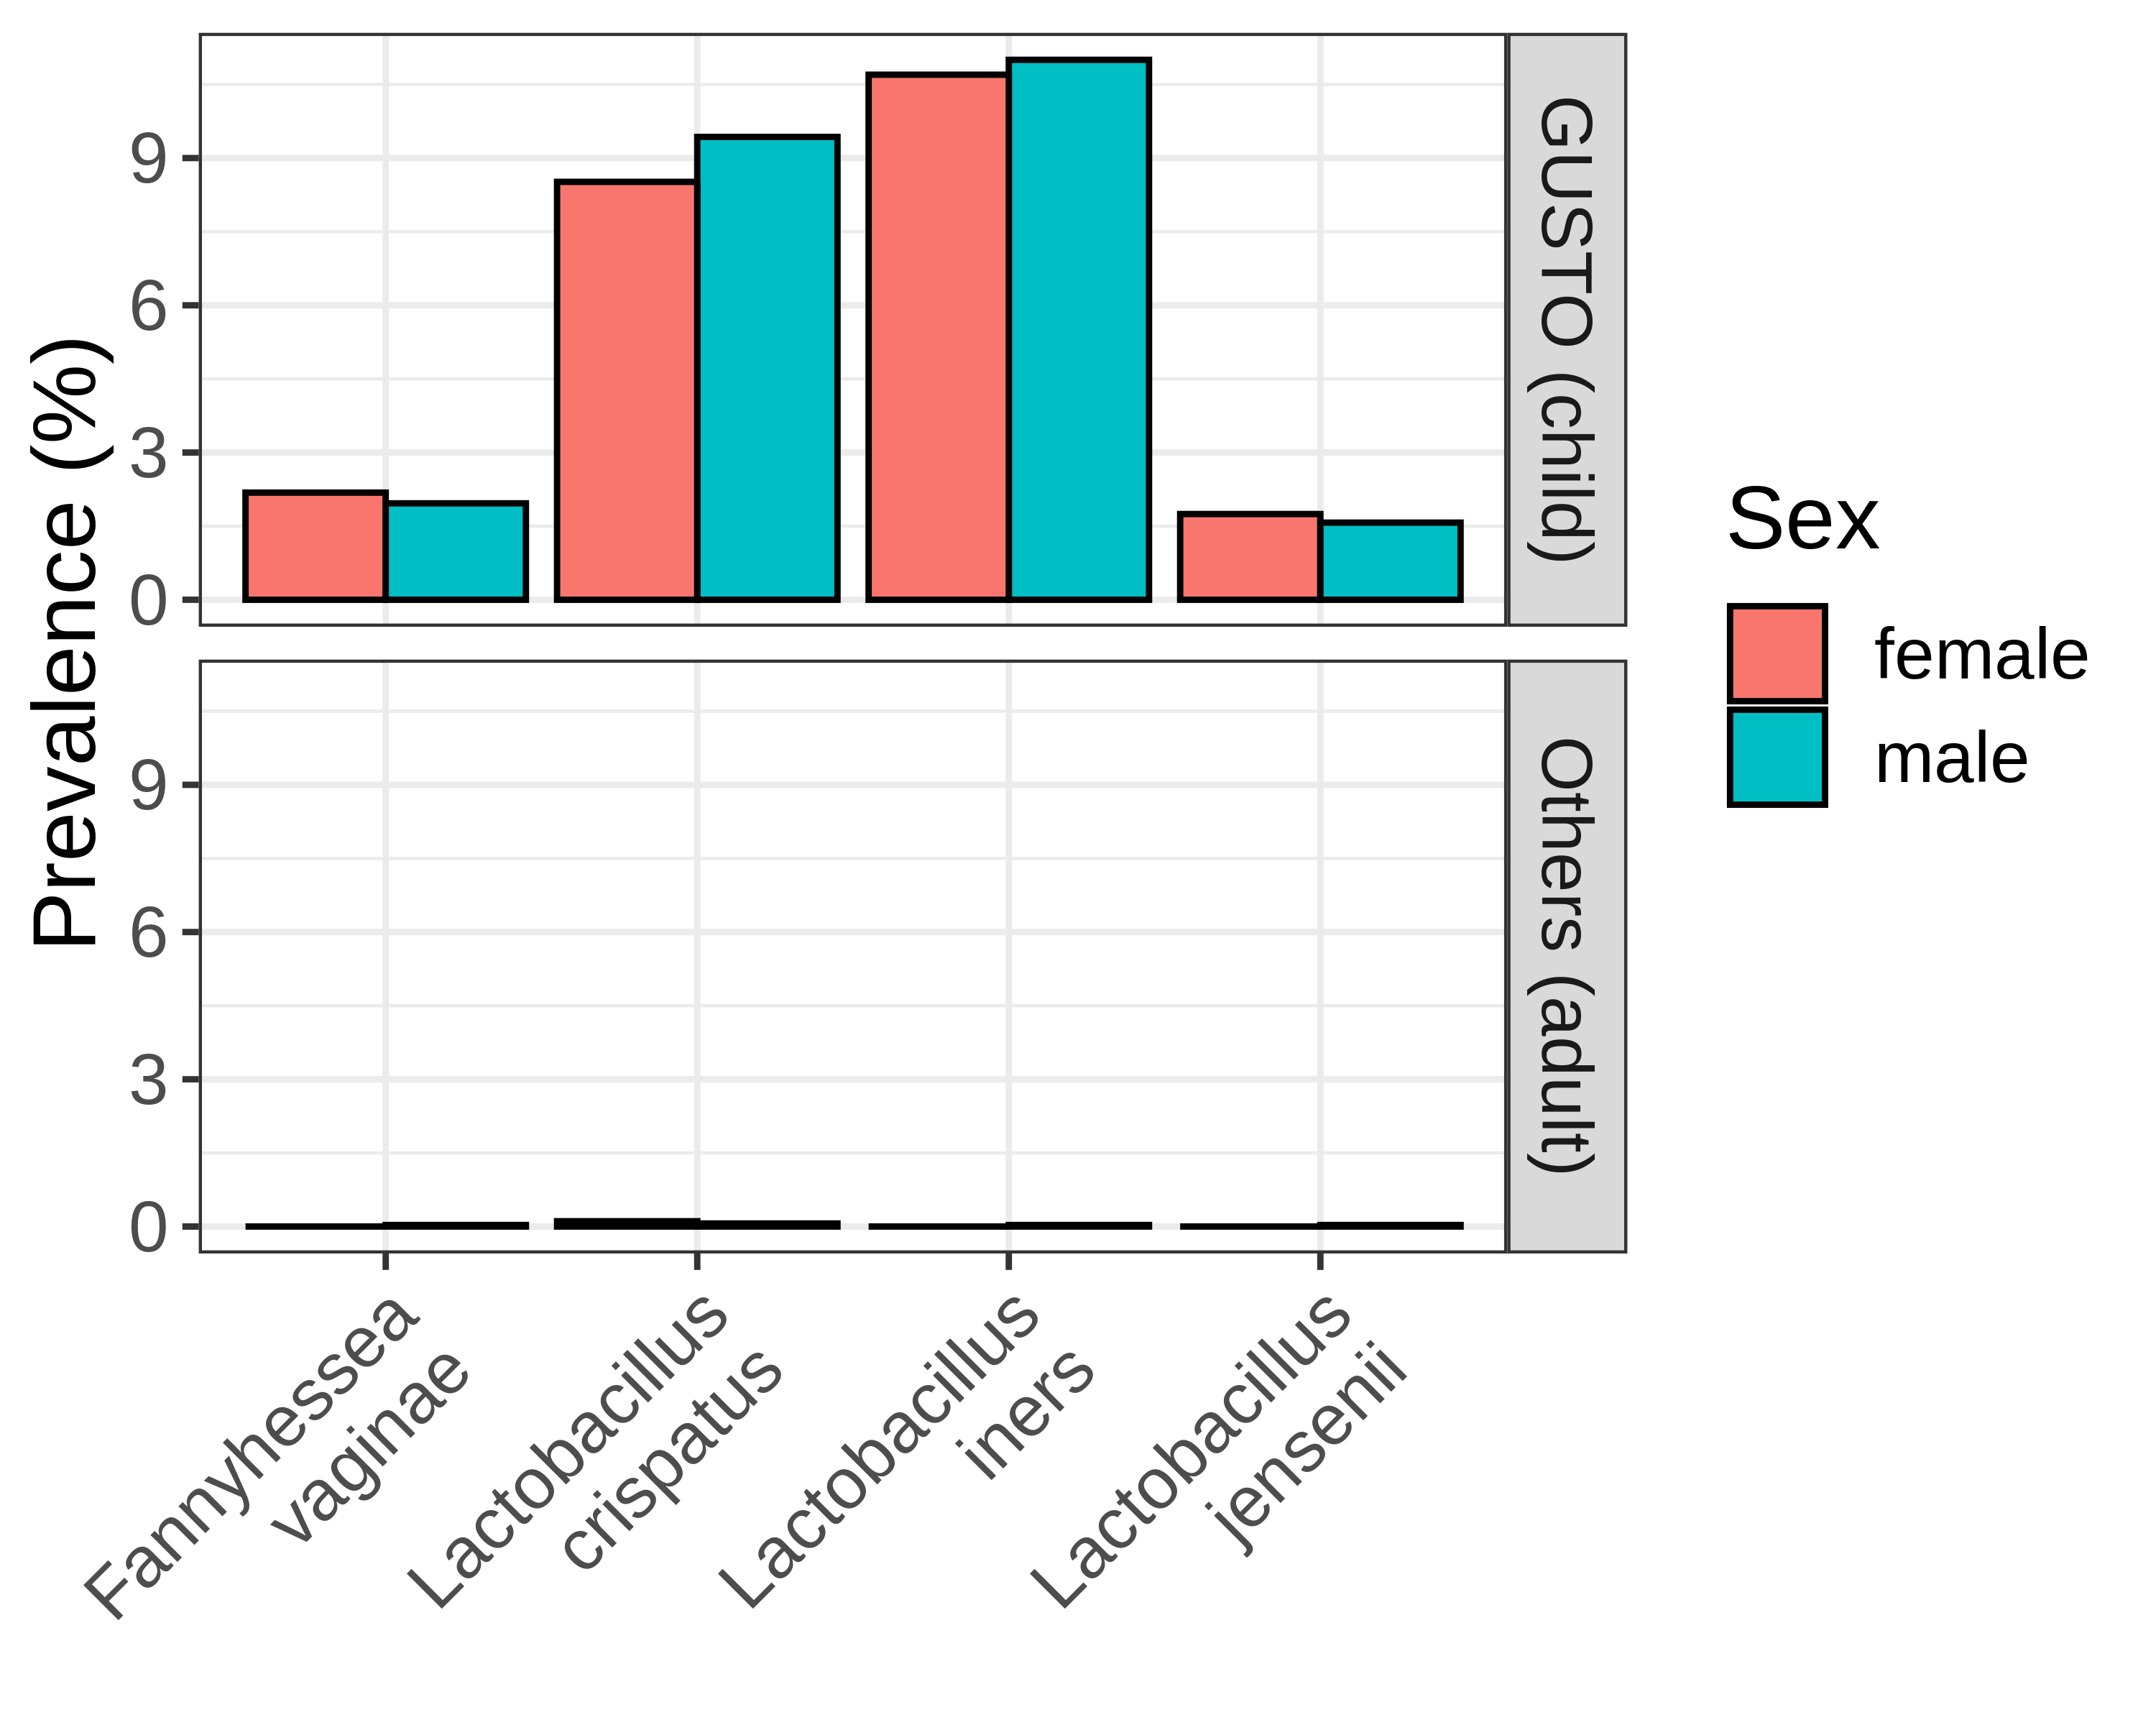 Prevalence (%)
9
6
3
0
GUSTO (child)
9
6
3
0
Others (adult)
Fannyhessea
vaginae
Lactobacillus
crispatus
Lactobacillus
iners
Lactobacillus
jensenii
Sex
female
male